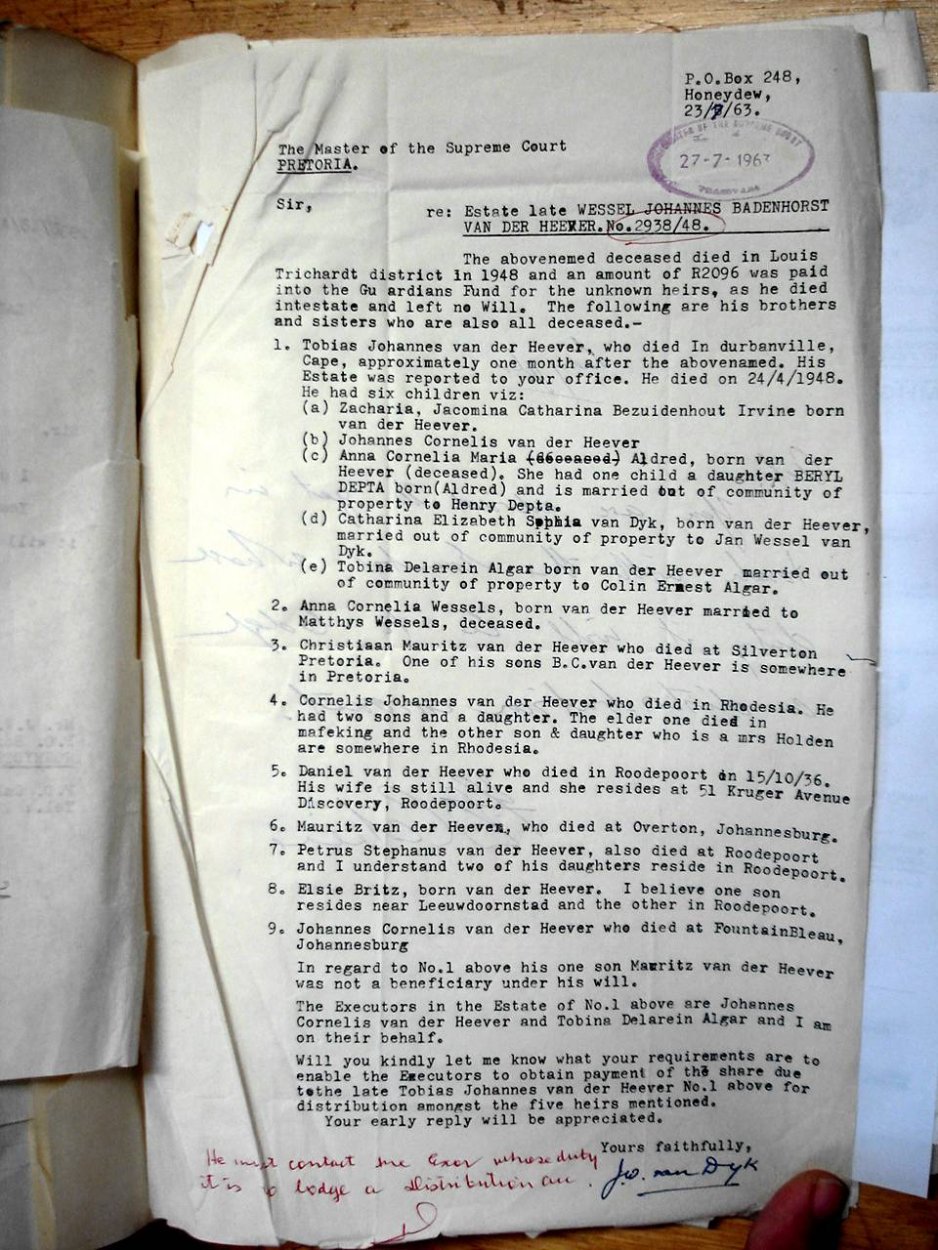 P.O.Box 248,
Honeydew,
23/7/63.
27-7-1963
TRANSVAAL
The Master of the Supreme Court
PRETORIA.
Sir,
re: Estate late WESSEL JOHANNES BADENHORST
VAN DER HEEVER.No.2938/48.
The abovenemed deceased died in Louis
Trichardt district in 1948 and an amount of R2096 was paid
into the Gu ardians Fund for the unknown heirs, as he died
intestate and left no Will. The following are his brothers
and sisters who are also all deceased.-
1. Tobias Johannes van der Heever, who died In durbanville,
Cape, approximately one month after the abovenamed. His
Estate was reported to your office. He died on 24/4/1948.
He had six children viz:
(a) Zacharia, Jacomina Catharina Bezuidenhout Irvine born
van der Heever.
(b) Johannes Cornelis van der Heever
(c) Anna Cornelia Maria (deceased) Aldred, born van der
Heever (deceased). She had one child a daughter BERYL
DEPTA born(Aldred) and is married out of community of
property to Henry Depta.
(d) Catharina Elizabeth Sophia van Dyk, born van der Heever,
married out of community of property to Jan Wessel van
Dyk.
(e) Tobina Delarein Algar born van der Heever married out
of community of property to Colin Ernest Algar.
2. Anna Cornelia Wessels, born van der Heever married to
Matthys Wessels, deceased.
3. Christiaan Mauritz van der Heever who died at Silverton
Pretoria. One of his sons B.C.van der Heever is somewhere
in Pretoria.
4. Cornelis Johannes van der Heever who died in Rhodesia. He
had two sons and a daughter. The elder one died in
mafeking and the other son & daughter who is a mrs Holden
are somewhere in Rhodesia.
5. Daniel van der Heever who died in Roodepoort on 15/10/36.
His wife is still alive and she resides at 51 Kruger Avenue
Discovery, Roodepoort.
6. Mauritz van der Heever, who died at Overton, Johannesburg.
7. Petrus Stephanus van der Heever, also died at Roodepoort
and I understand two of his daughters reside in Roodepoort.
8. Elsie Britz, born van der Heever. I believe one son
resides near Leeuwdoornstad and the other in Roodepoort.
9. Johannes Cornelis van der Heever who died at FountainBleau,
Johannesburg
In regard to No.1 above his one son Mauritz van der Heever
was not a beneficiary under his will.
The Executors in the Estate of No.1 above are Johannes
Cornelis van der Heever and Tobina Delarein Algar and I am
on their behalf.
Will you kindly let me know what your requirements are to
enable the Executors to obtain payment of the share due
tothe late Tobias Johannes van der Heever No.1 above for
distribution amongst the five heirs mentioned.
Your early reply will be appreciated.
Yours faithfully,
J.W. van Dyk
He must contact the Exor whose duty
it is to lodge a distribution acc.